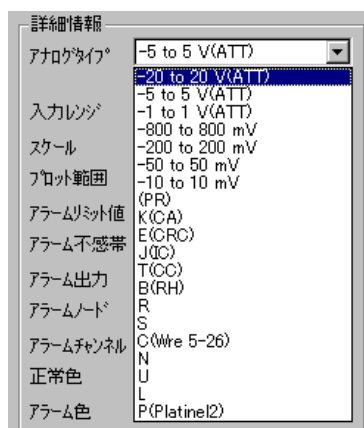 詳細情報
アナログタイプ -5 to 5 V(ATT)
-20 to 20 V(ATT)
-5 to 5 V(ATT)
入力レンジ -1 to 1 V(ATT)
-800 to 800 mV
スケール -200 to 200 mV
-50 to 50 mV
プロット範囲 -10 to 10 mV
(PR)
アラームリミット値 K(CA)
E(CRC)
アラーム不感帯 J(IC)
T(CC)
アラーム出力 B(RH)
R
アラームノード S
アラームチャンネル C(Wre 5-26)
N
正常色 U
L
アラーム色 P(Platinel2)